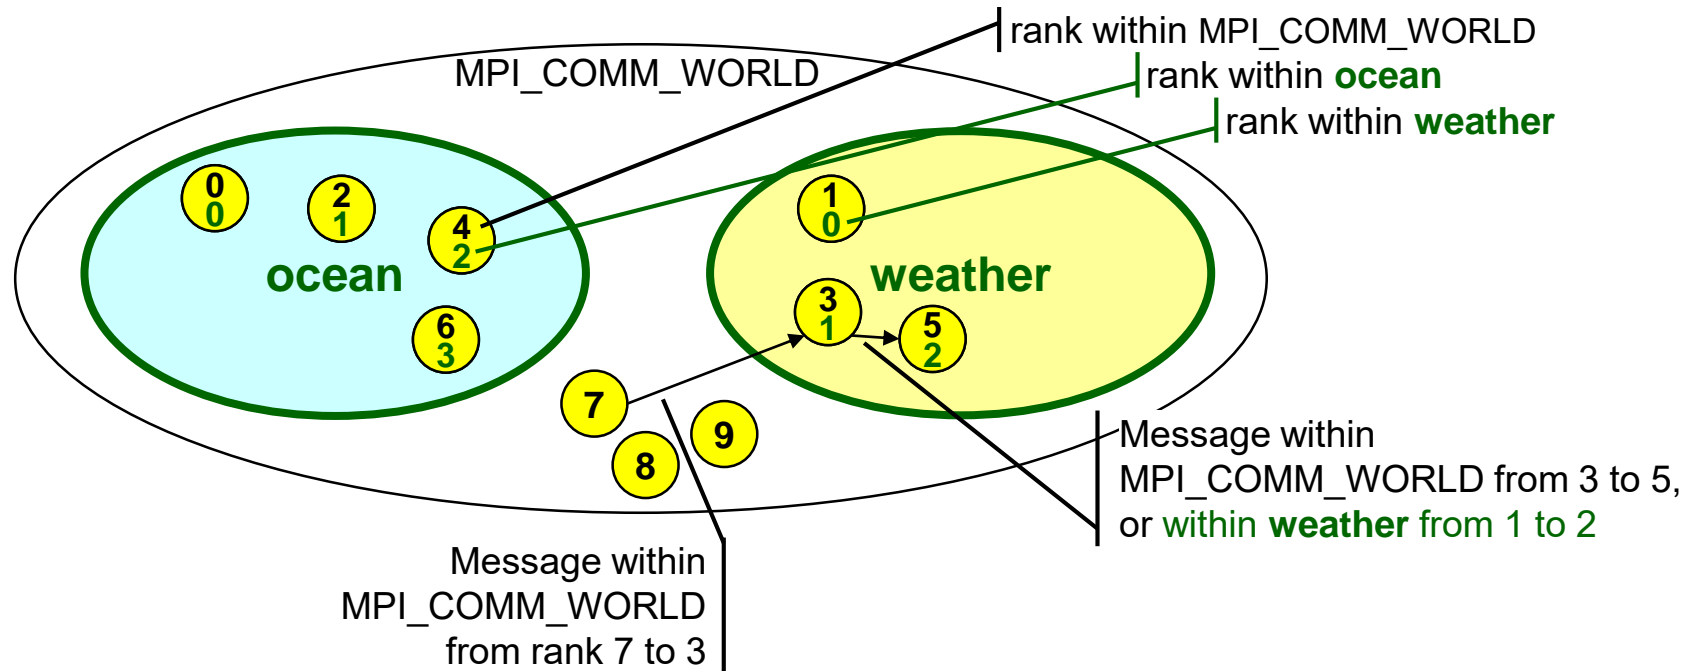 rank within MPI_COMM_WORLD
MPI_COMM_WORLD
rank within ocean
rank within weather
0
0
2
1
4
2
ocean
6
3
1
0
weather
3
1
5
2
7
8
9
Message within
MPI_COMM_WORLD from 3 to 5,
or within weather from 1 to 2
Message within
MPI_COMM_WORLD
from rank 7 to 3